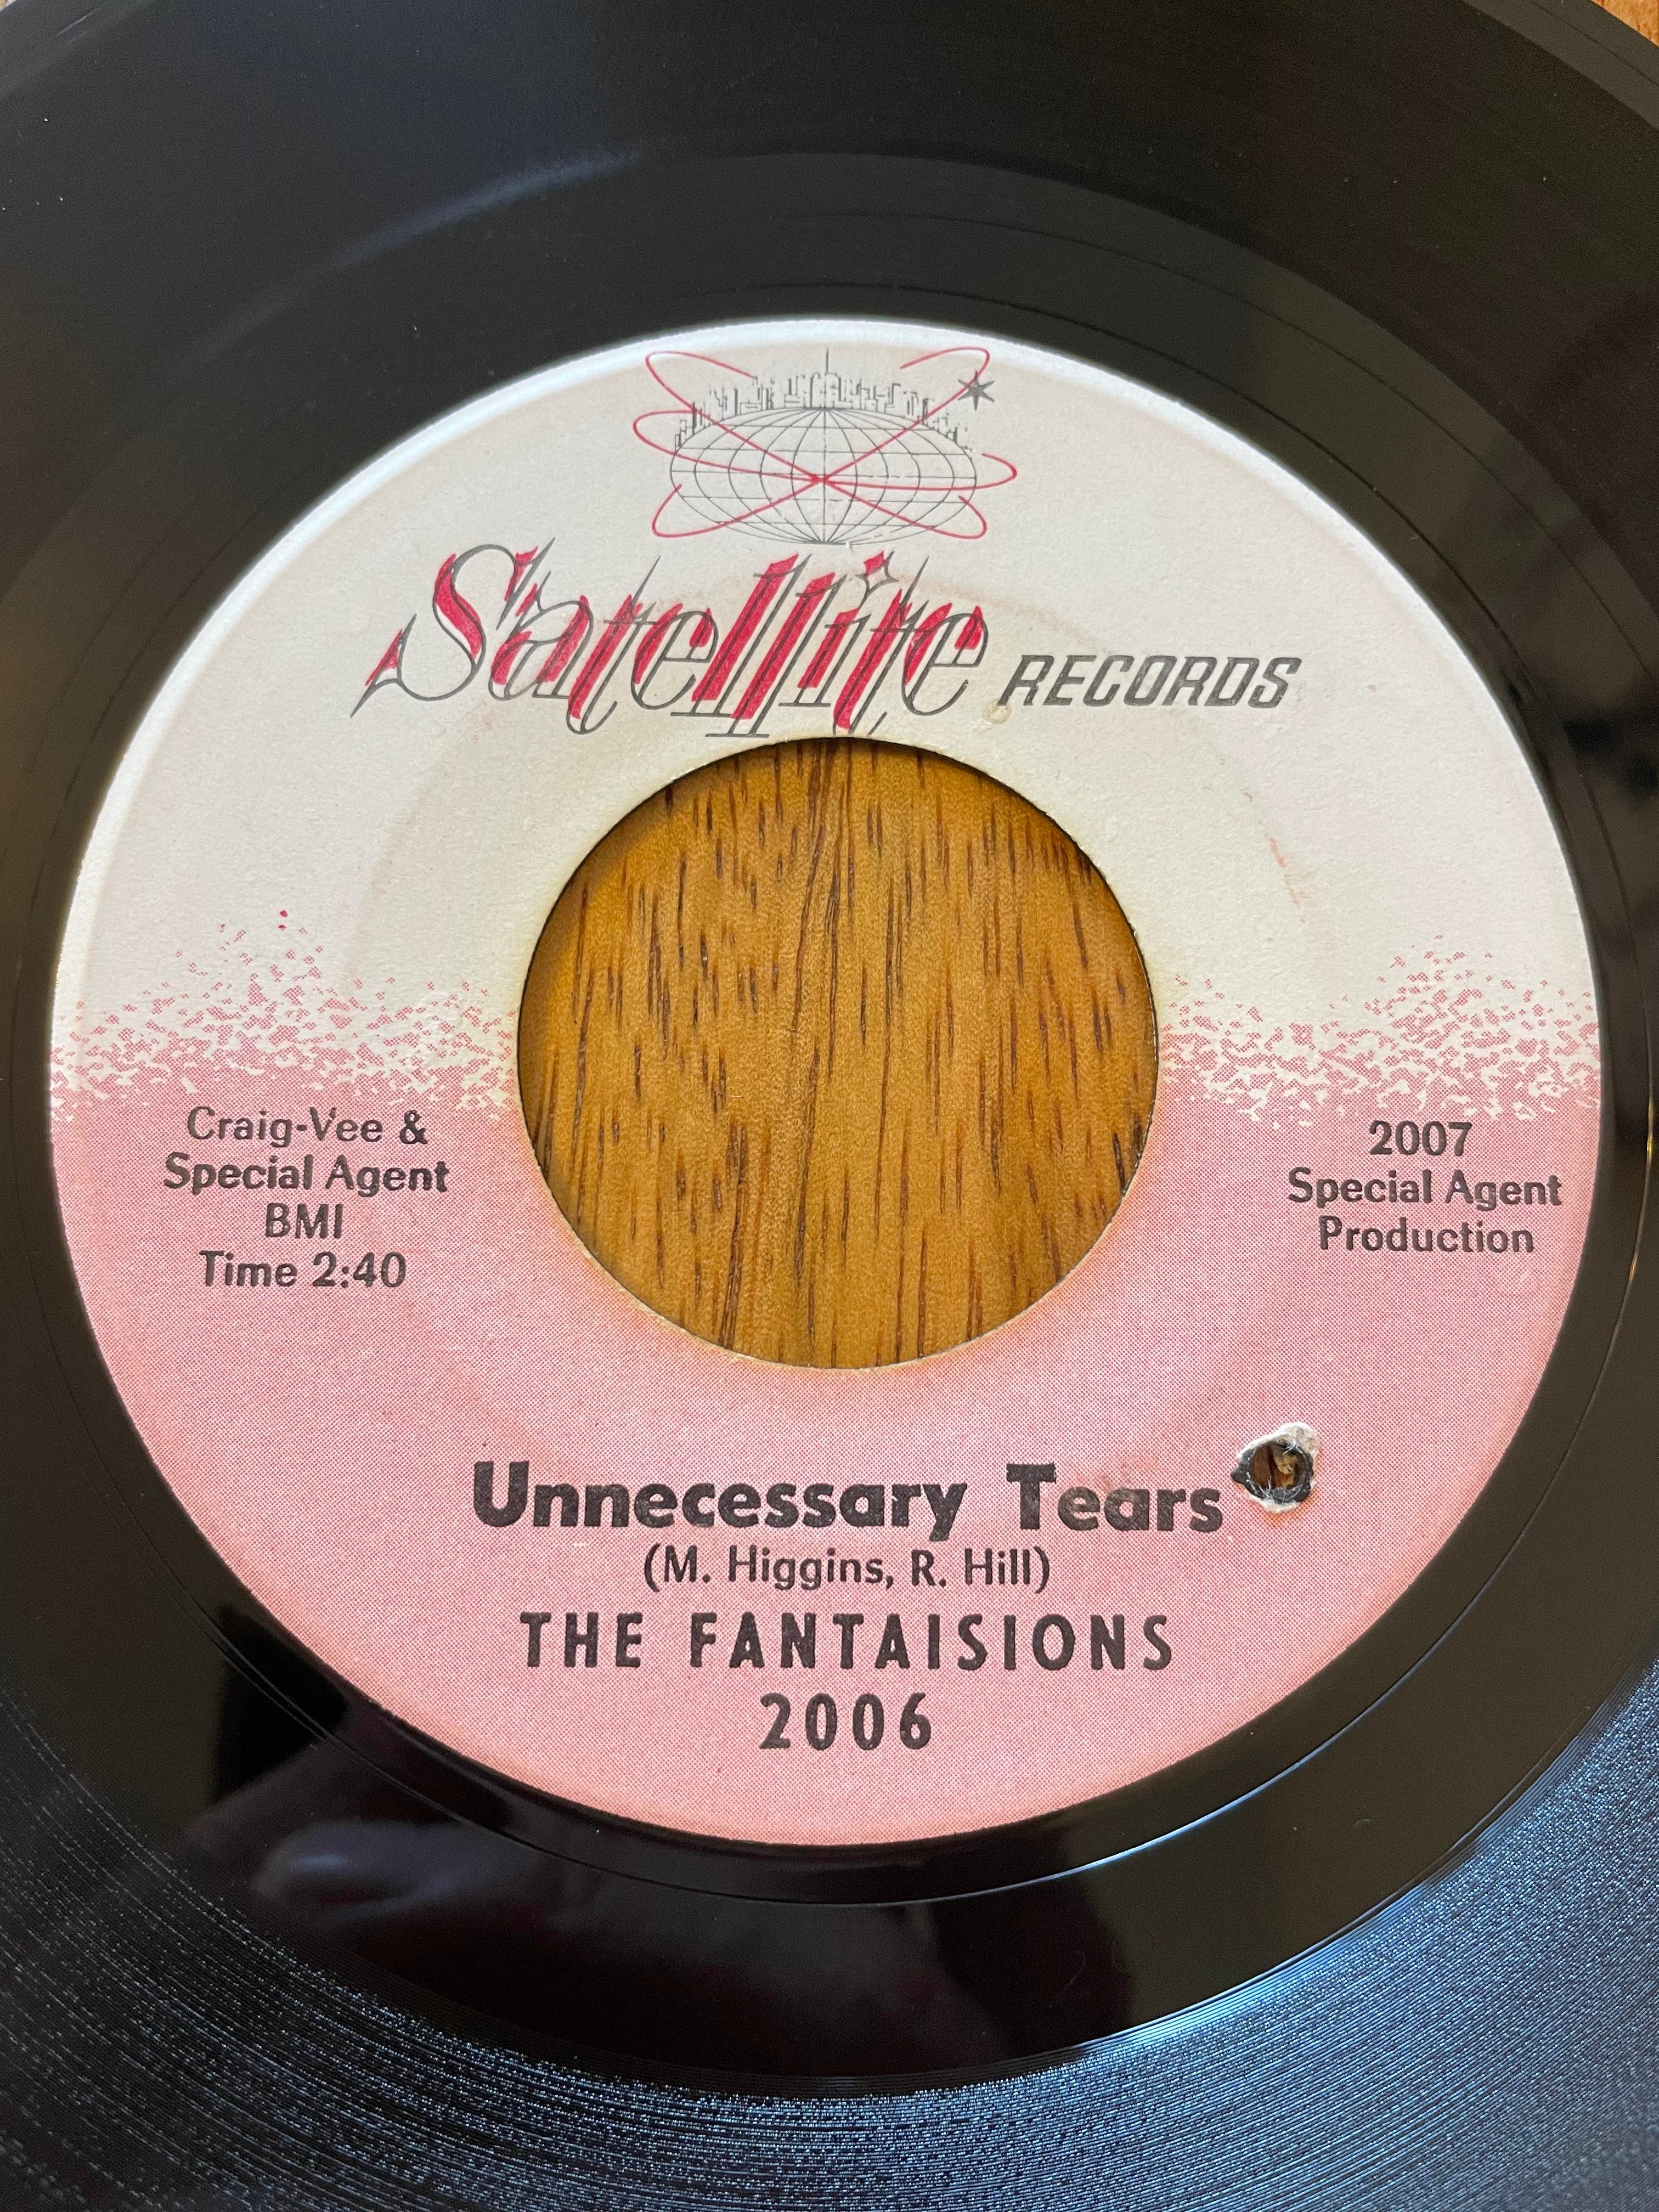 Satellite RECORDS
Craig-Vee &
Special Agent
BMI
Time 2:40
2007
Special Agent
Production
Unnecessary Tears
(M. Higgins, R. Hill)
THE FANTAISIONS
2006